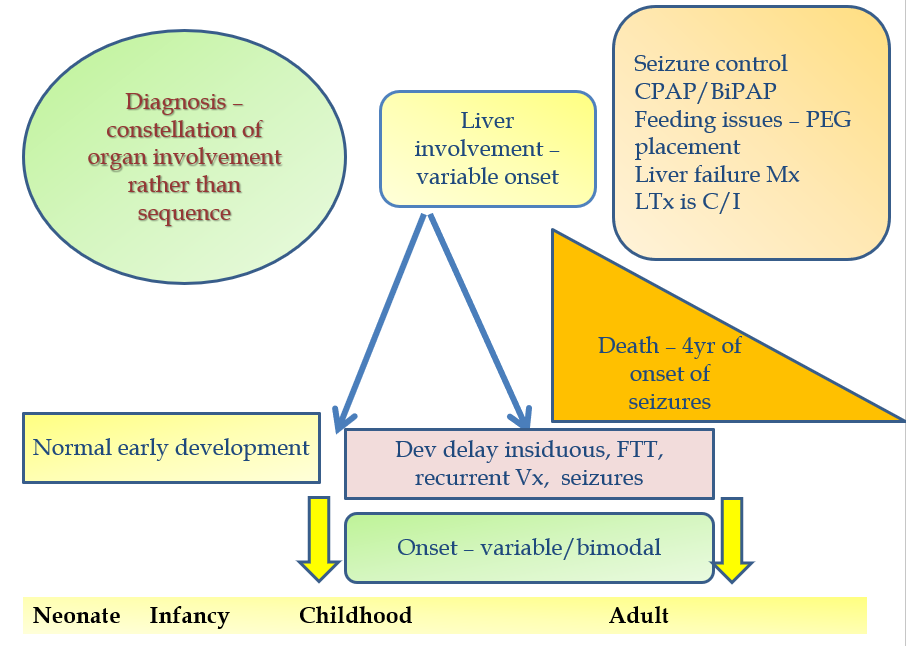 Diagnosis –
constellation of
organ involvement
rather than
sequence
Liver
involvement –
variable onset
Seizure control
CPAP/BiPAP
Feeding issues – PEG
placement
Liver failure Mx
LTx is C/I
Death – 4yr of
onset of
seizures
Normal early development
Dev delay insiduous, FTT,
recurrent Vx,  seizures
Onset – variable/bimodal
Neonate Infancy Childhood Adult